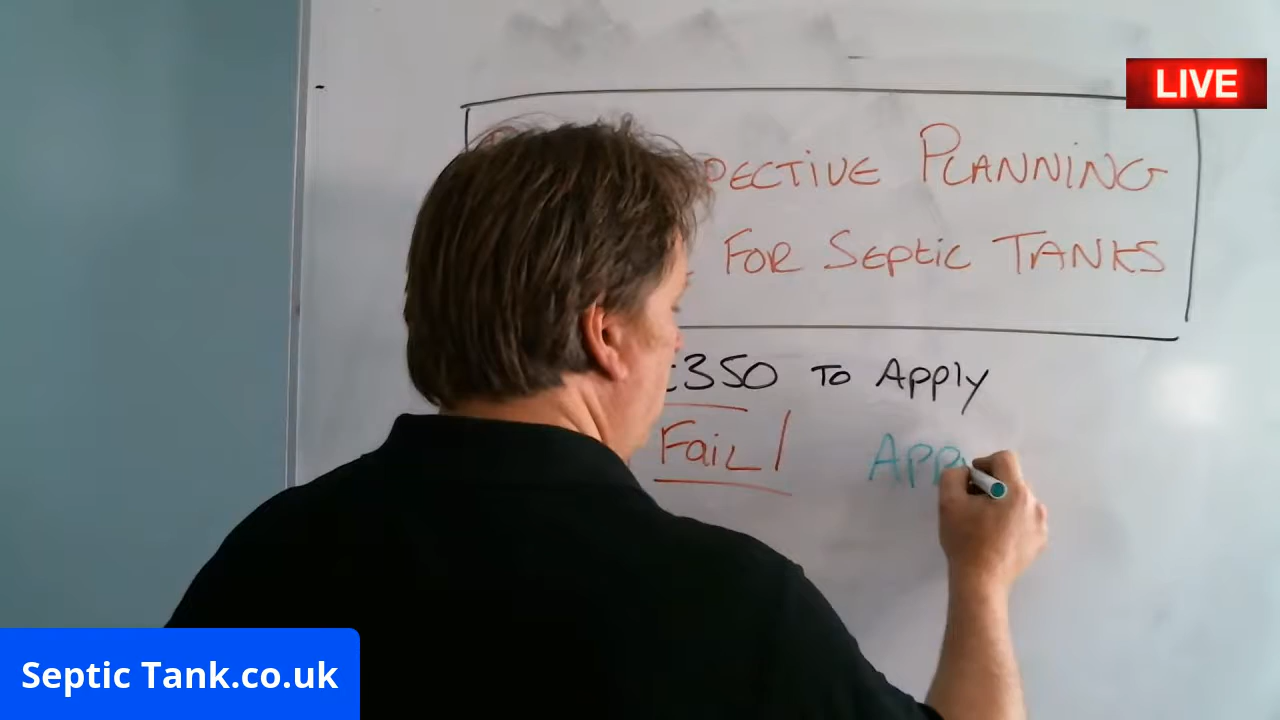 LIVE
PECTIVE PLANNING
FOR SEPTIC TANKS
£350 TO Apply
FAIL!
APP
Septic Tank.co.uk